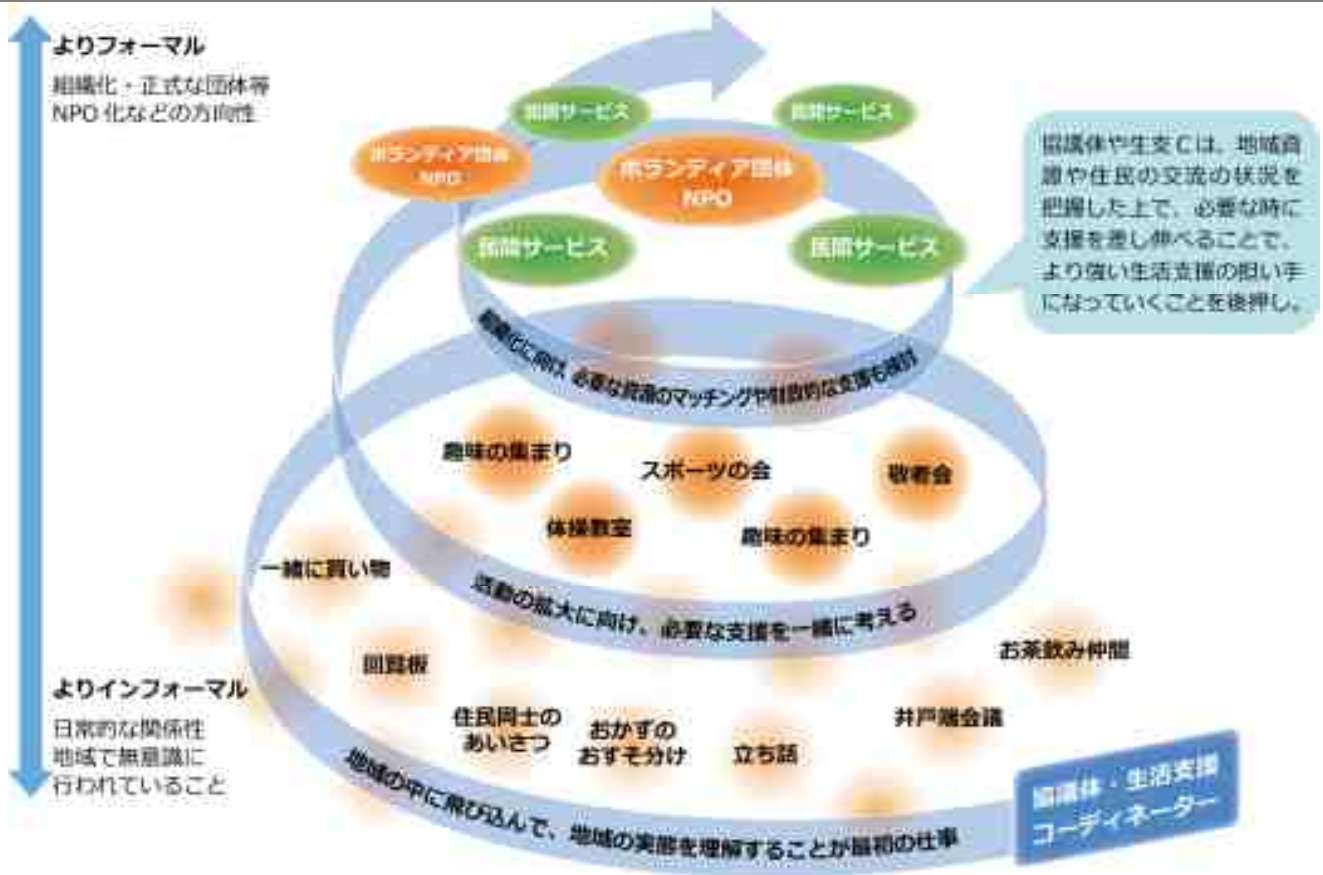 よりフォーマル
組織化・正式な団体等
NPO 化などの方向性
民間サービス
民間サービス
ボランティア団体
NPO
ボランティア団体
NPO
民間サービス
民間サービス
協議体や生支Cは、地域資
源や住民の交流の状況を
把握した上で、必要な時に
支援を差し伸べることで、
より強い生活支援の担い手
になっていくことを後押し。
組織化に向け、必要な資源のマッチングや財政的な支援も検討
趣味の集まり
スポーツの会
敬老会
体操教室
趣味の集まり
一緒に買い物
活動の拡大に向け、必要な支援を一緒に考える
お茶飲み仲間
回覧板
よりインフォーマル
日常的な関係性
地域で無意識に
行われていること
住民同士の
あいさつ
おかずの
おすそ分け
立ち話
井戸端会議
地域の中に飛び込んで、地域の実態を理解することが最初の仕事
協議体・生活支援
コーディネーター